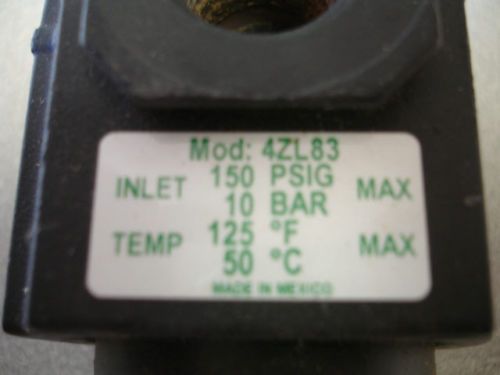 Mod: 4ZL83
INLET 150 PSIG MAX
10 BAR
TEMP 125 °F MAX
50 °C
MADE IN MEXICO